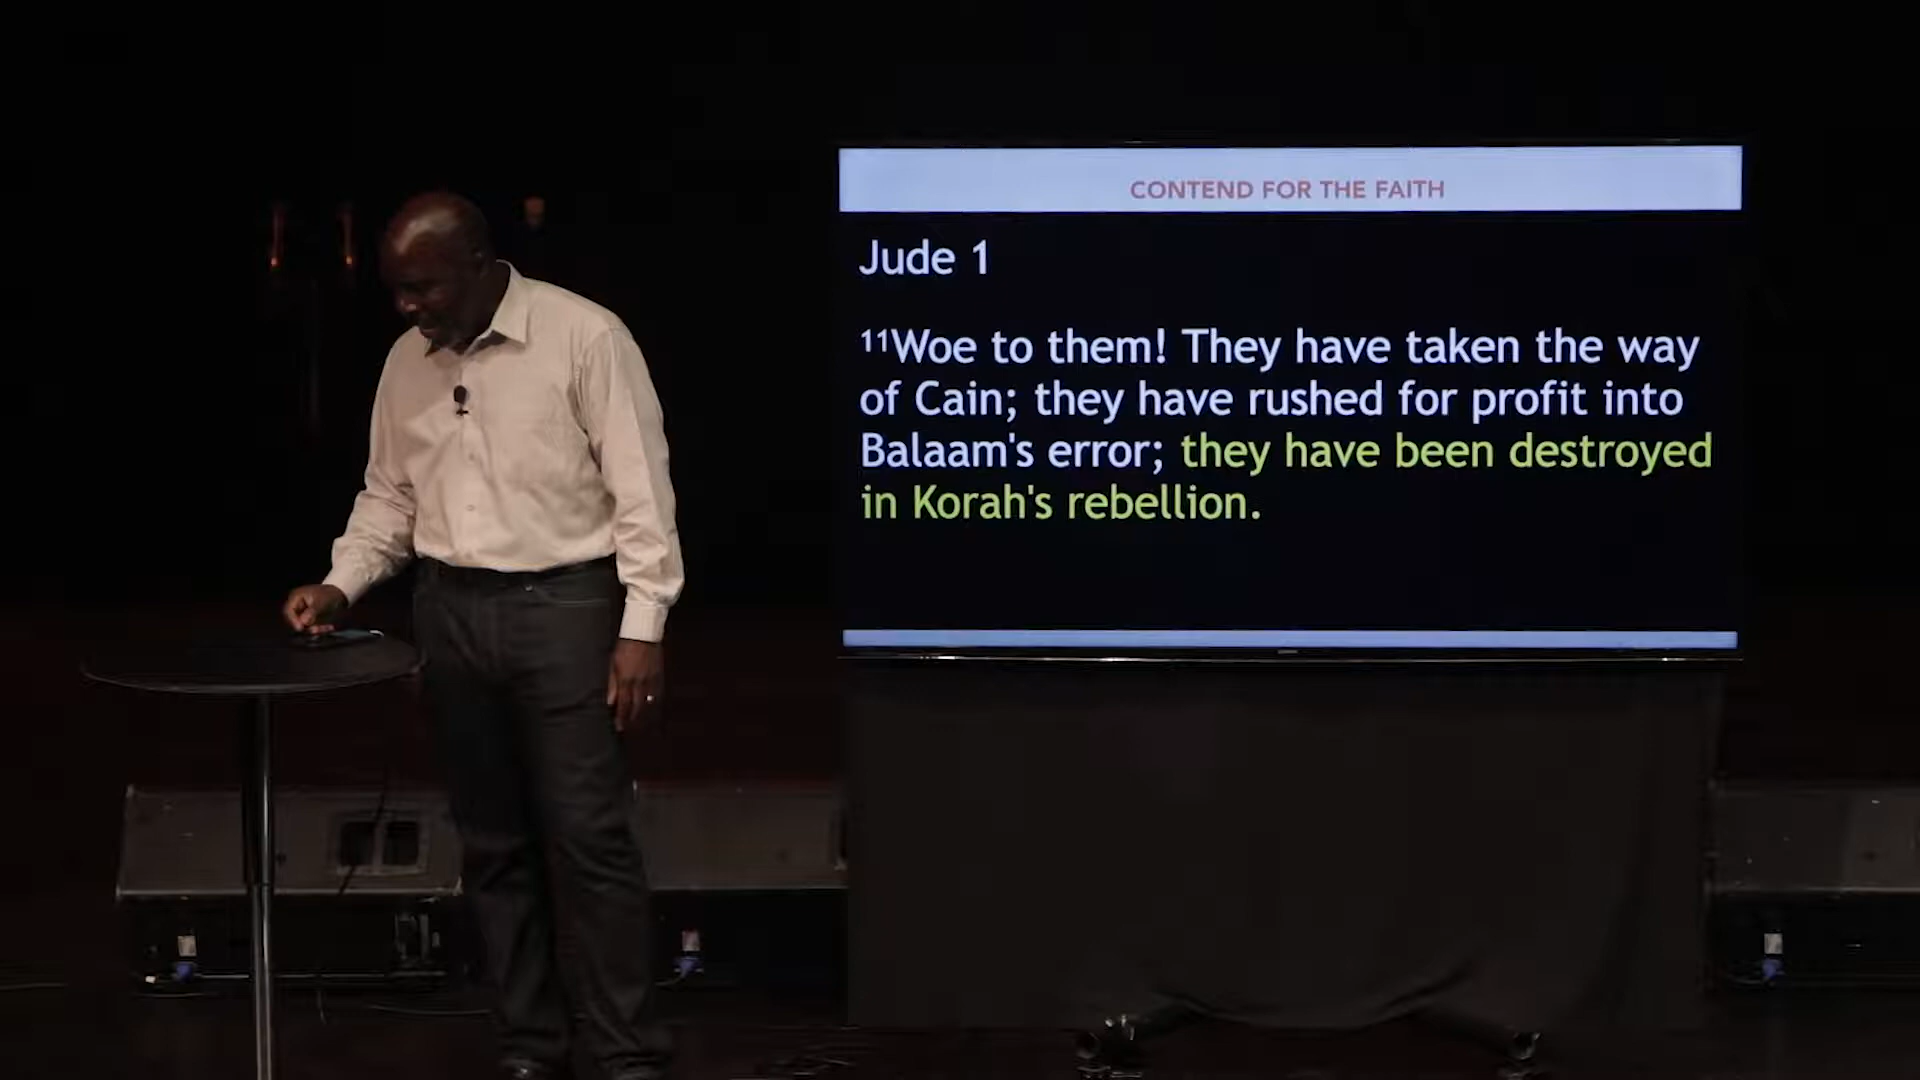 CONTEND FOR THE FAITH
Jude 1
¹¹Woe to them! They have taken the way
of Cain; they have rushed for profit into
Balaam's error; they have been destroyed
in Korah's rebellion.